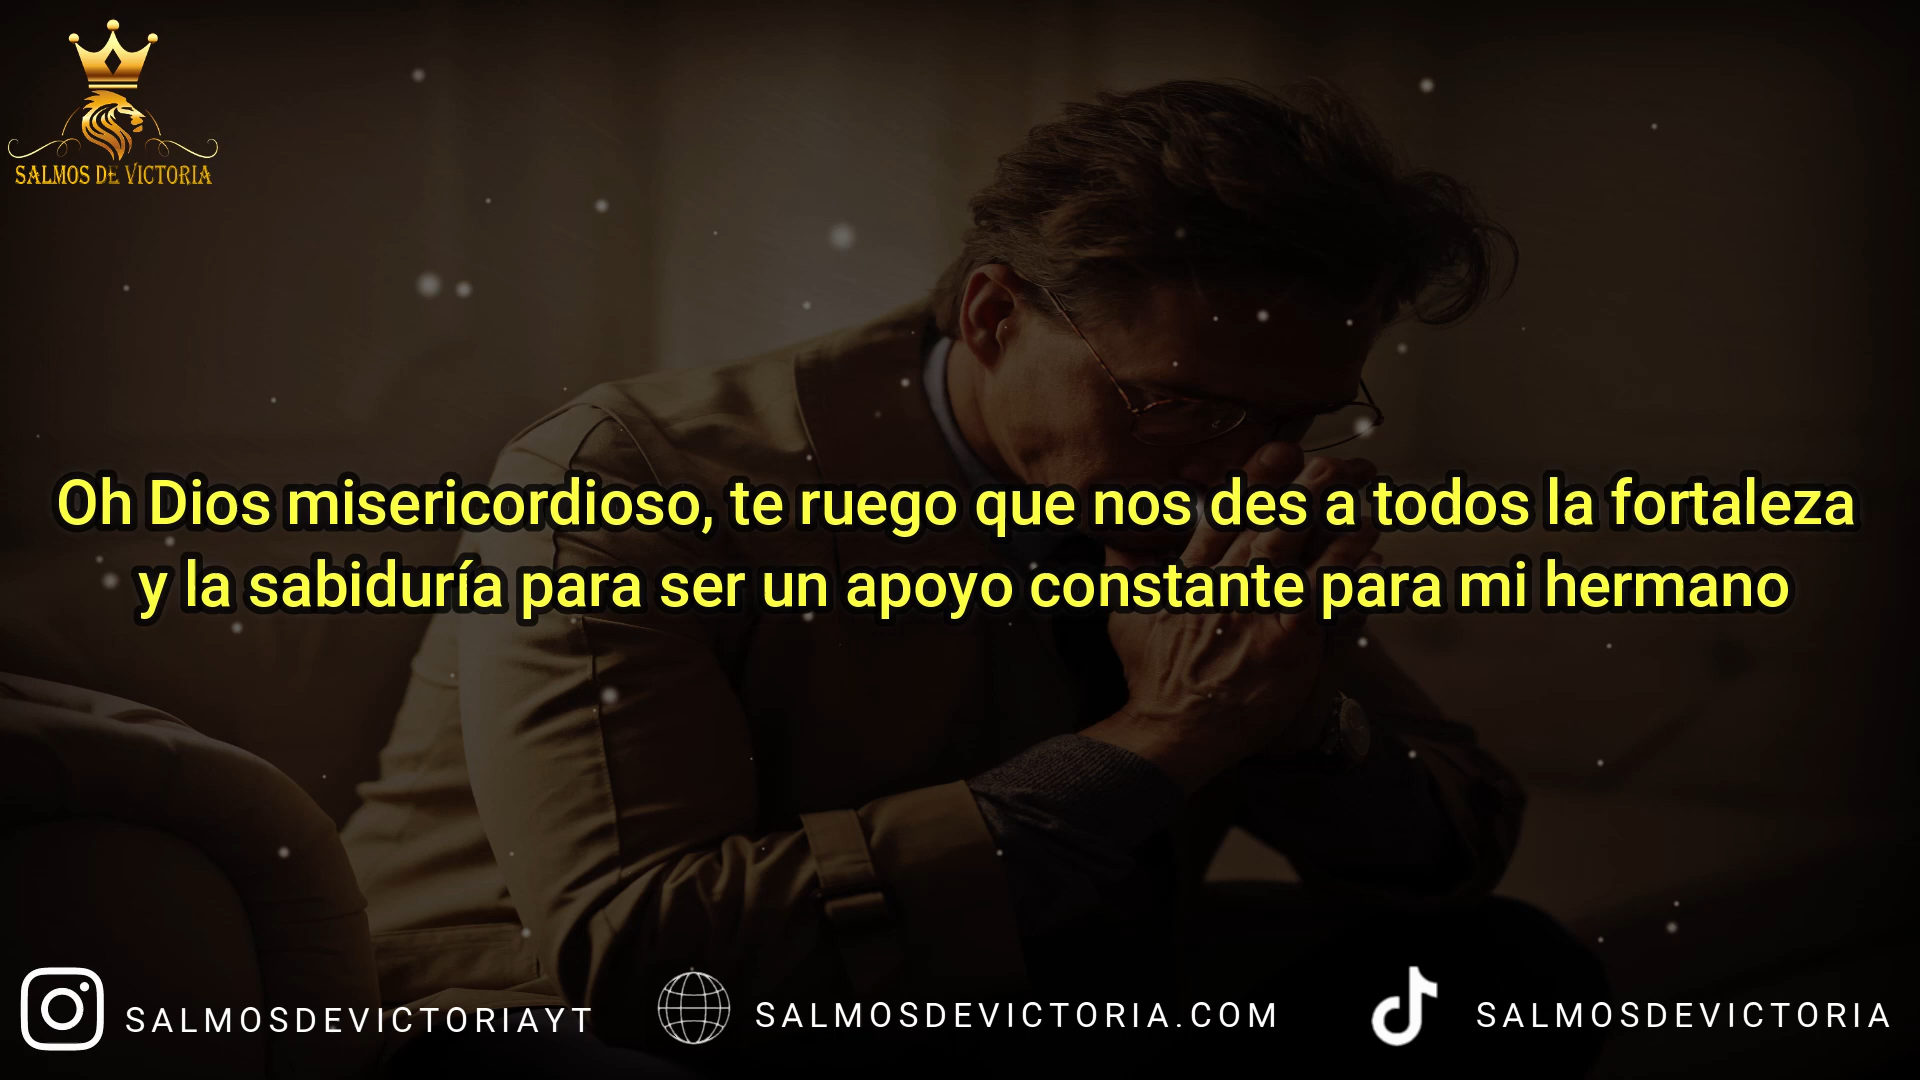 SALMOS DE VICTORIA
Oh Dios misericordioso, te ruego que nos des a todos la fortaleza
y la sabiduría para ser un apoyo constante para mi hermano
SALMOSDEVICTORIAYT
SALMOSDEVICTORIA.COM
SALMOSDEVICTORIA